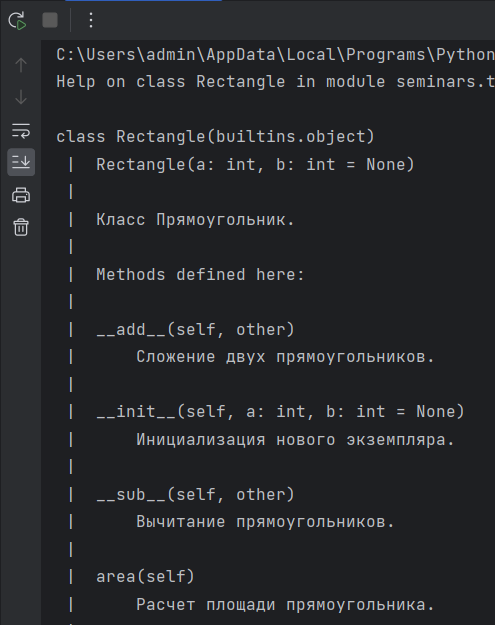 C:\Users\admin\AppData\Local\Programs\Python
Help on class Rectangle in module seminars.t

class Rectangle(builtins.object)
 |  Rectangle(a: int, b: int = None)
 |
 |  Класс Прямоугольник.
 |
 |  Methods defined here:
 |
 |  __add__(self, other)
 |      Сложение двух прямоугольников.
 |
 |  __init__(self, a: int, b: int = None)
 |      Инициализация нового экземпляра.
 |
 |  __sub__(self, other)
 |      Вычитание прямоугольников.
 |
 |  area(self)
 |      Расчет площади прямоугольника.
 |